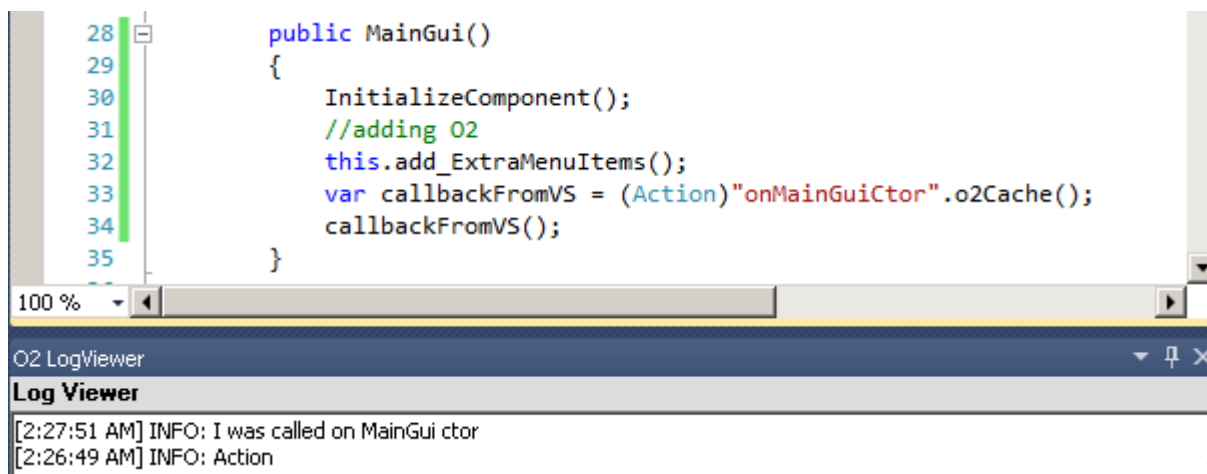 28 public MainGui()
29 {
30 InitializeComponent();
31 //adding O2
32 this.add_ExtraMenuItems();
33 var callbackFromVS = (Action)"onMainGuiCtor".o2Cache();
34 callbackFromVS();
35 }
100 %
O2 LogViewer
Log Viewer
[2:27:51 AM] INFO: I was called on MainGui ctor
[2:26:49 AM] INFO: Action